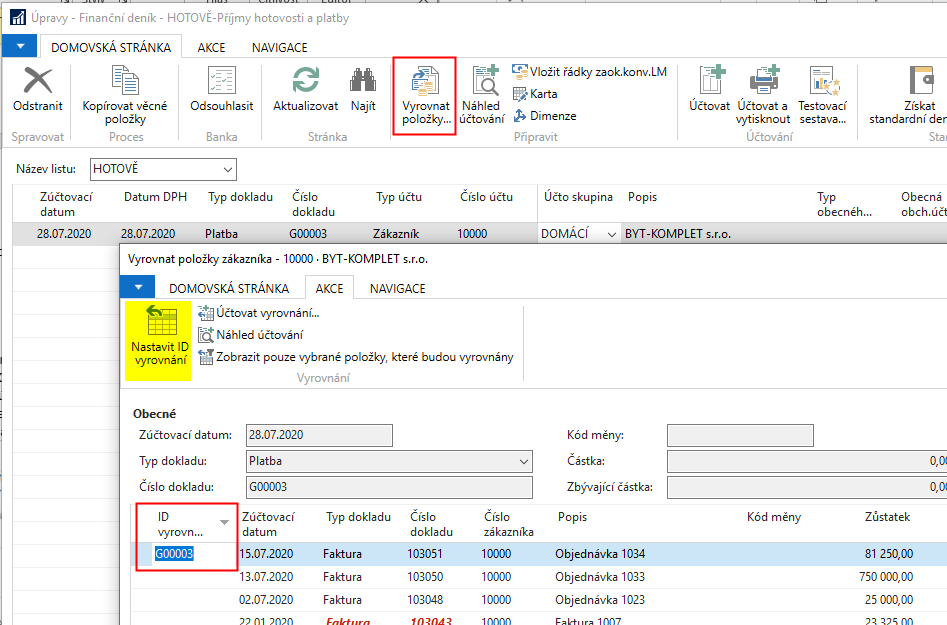 Úpravy - Finanční deník - HOTOVĚ-Příjmy hotovosti a platby
DOMOVSKÁ STRÁNKA AKCE NAVIGACE
Odstranit
Spravovat
Kopírovat věcné
položky
Proces
Odsouhlasit
Banka
Aktualizovat Najít
Stránka
Vyrovnat
položky...
Náhled
účtování
Vložit řádky zaok.konv.LM
Karta
Dimenze
Připravit
Účtovat
Účtovat a
vytisknout
Testovací
sestava...
Účtování
Získat
standardní
Název listu: HOTOVĚ
Zúčtovací
datum
Datum DPH
Typ dokladu
Číslo
dokladu
Typ účtu
Číslo účtu
Účto skupina
Popis
Typ
obecnéh...
Obecná
obch.účt
28.07.2020 28.07.2020 Platba G00003 Zákazník 10000 DOMÁCÍ BYT-KOMPLET s.r.o.
Vyrovnat položky zákazníka - 10000 · BYT-KOMPLET s.r.o.
DOMOVSKÁ STRÁNKA AKCE NAVIGACE
Nastavit ID
vyrovnání
Účtovat vyrovnání...
Náhled účtování
Zobrazit pouze vybrané položky, které budou vyrovnány
Vyrovnání
Obecné
Zúčtovací datum: 28.07.2020
Typ dokladu: Platba
Číslo dokladu: G00003
Kód měny:
Částka: 0,00
Zbývající částka: 0,00
ID
vyrovn...
Zúčtovací
datum
Typ dokladu
Číslo
dokladu
Číslo
zákazníka
Popis
Kód měny
Zůstatek
G00003 15.07.2020 Faktura 103051 10000 Objednávka 1034 81 250,00
13.07.2020 Faktura 103050 10000 Objednávka 1033 750 000,00
02.07.2020 Faktura 103048 10000 Objednávka 1023 25 000,00
22.01.2020 Faktura 103043 10000 Faktura 1007 23 325,00